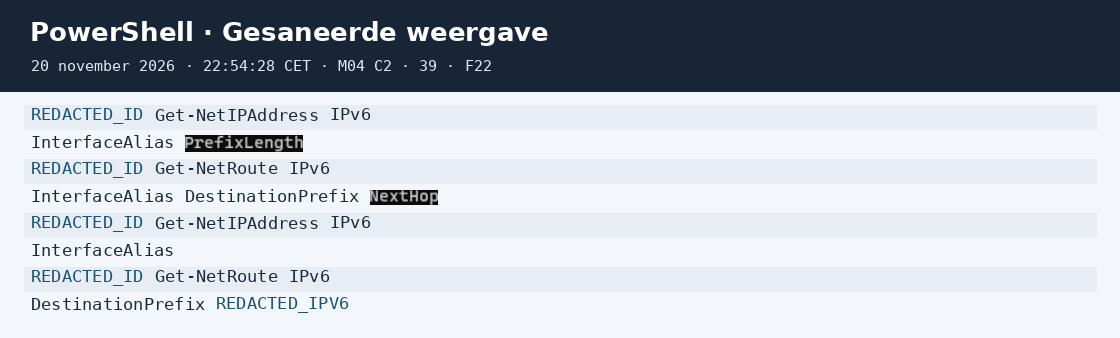 PowerShell · Gesaneerde weergave
20 november 2026 · 22:54:28 CET · M04 C2 · 39 · F22
REDACTED_ID Get-NetIPAddress IPv6
InterfaceAlias PrefixLength
REDACTED_ID Get-NetRoute IPv6
InterfaceAlias DestinationPrefix NextHop
REDACTED_ID Get-NetIPAddress IPv6
InterfaceAlias
REDACTED_ID Get-NetRoute IPv6
DestinationPrefix REDACTED_IPV6